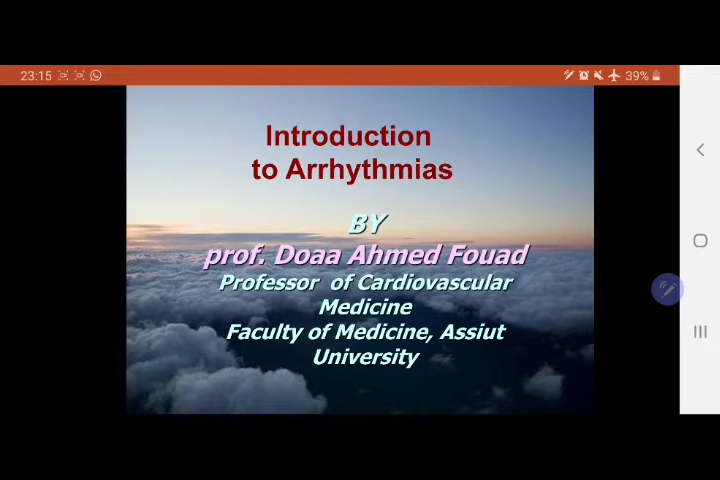 23:15
39%
Introduction
to Arrhythmias
BY
prof. Doaa Ahmed Fouad
Professor of Cardiovascular
Medicine
Faculty of Medicine, Assiut
University